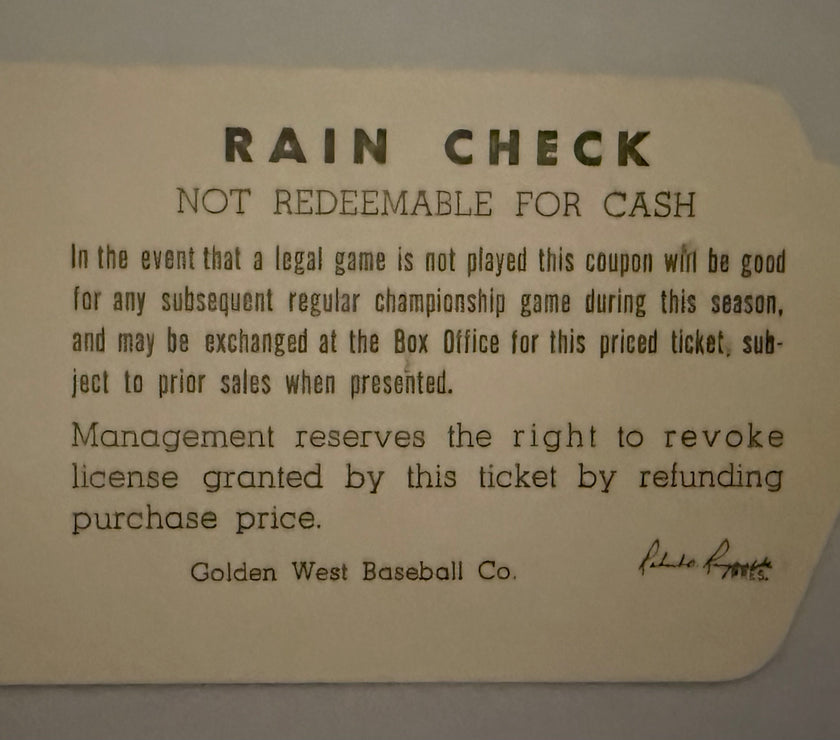 RAIN CHECK
NOT REDEEMABLE FOR CASH
In the event that a legal game is not played this coupon will be good
for any subsequent regular championship game during this season,
and may be exchanged at the Box Office for this priced ticket, sub-
ject to prior sales when presented.
Management reserves the right to revoke
license granted by this ticket by refunding
purchase price.
Golden West Baseball Co.
PRES.